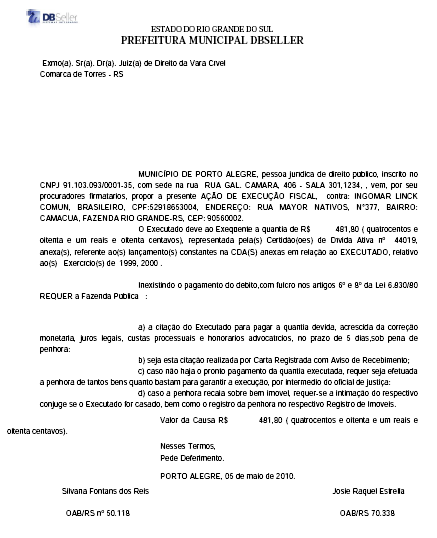 DBSeller
ESTADO DO RIO GRANDE DO SUL
PREFEITURA MUNICIPAL DBSELLER
Exmo(a). Sr(a). Dr(a). Juiz(a) de Direito da Vara Cível
Comarca de Torres - RS
MUNICÍPIO DE PORTO ALEGRE, pessoa jurídica de direito público, inscrito no
CNPJ 91.103.093/0001-35, com sede na rua RUA GAL. CAMARA, 406 - SALA 301,1234, , vem, por seu
procuradores firmatários, propor a presente AÇÃO DE EXECUÇÃO FISCAL, contra: INGOMAR LINCK
COMUN, BRASILEIRO, CPF:52918653004, ENDEREÇO: RUA MAYOR NATIVOS, N°377, BAIRRO:
CAMACUA, FAZENDA RIO GRANDE-RS, CEP: 90560002.
O Executado deve ao Exeqüente a quantia de R$ 481,80 ( quatrocentos e
oitenta e um reais e oitenta centavos), representada pela(s) Certidão(oes) de Dívida Ativa nº 44019,
anexa(s), referente ao(s) lançamento(s) constantes na CDA(S) anexas em relação ao EXECUTADO, relativo
ao(s) Exercício(s) de 1999, 2000 .
Inexistindo o pagamento do debito,com fulcro nos artigos 6º e 8º da Lei 6.830/80
REQUER a Fazenda Publica :
a) a citação do Executado para pagar a quantia devida, acrescida da correção
monetaria, juros legais, custas processuais e honorarios advocatícios, no prazo de 5 dias,sob pena de
penhora:
b) seja esta citação realizada por Carta Registrada com Aviso de Recebimento;
c) caso não haja o pronto pagamento da quantia executada, requer seja efetuada
a penhora de tantos bens quanto bastam para garantir a execução, por intermedio do oficial de justiça;
d) caso a penhora recaia sobre bem imovel, requer-se a intimação do respectivo
conjuge se o Executado for casado, bem como o registro da penhora no respectivo Registro de Imoveis.
Valor da Causa R$ 481,80 ( quatrocentos e oitenta e um reais e
oitenta centavos).
Nesses Termos,
Pede Deferimento.
PORTO ALEGRE, 05 de maio de 2010.
Silvana Fontans dos Reis Josie Raquel Estrella
OAB/RS nº 50.118 OAB/RS 70.338